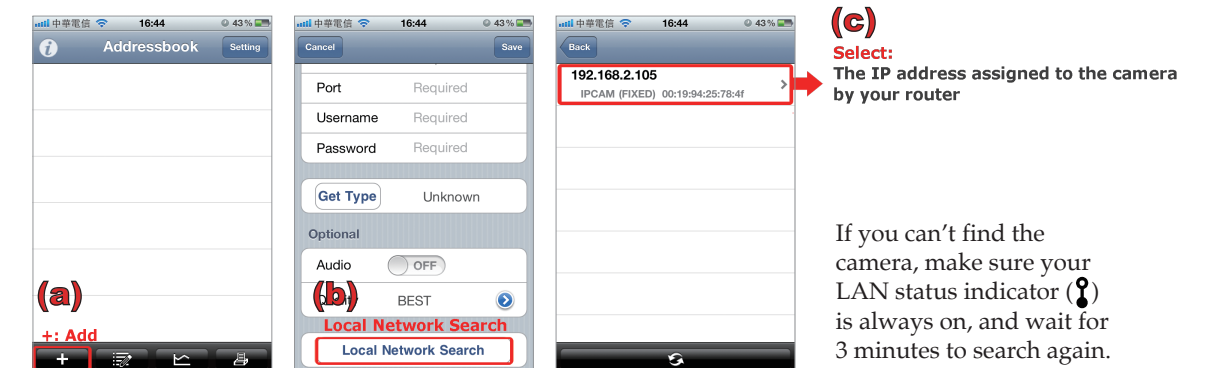 中華電信 16:44 43%
Addressbook Setting
(a)
+: Add
中華電信 16:44 43%
Cancel Save
Port Required
Username Required
Password Required
Get Type Unknown
Optional
Audio OFF
BEST
(b)
Local Network Search
Local Network Search
中華電信 16:44 43%
Back
192.168.2.105
IPCAM (FIXED) 00:19:94:25:78:4f
(c)
Select:
The IP address assigned to the camera
by your router
If you can’t find the
camera, make sure your
LAN status indicator ( )
is always on, and wait for
3 minutes to search again.